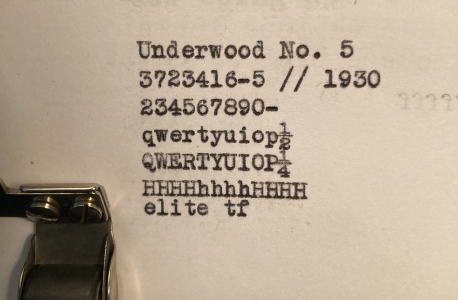 Underwood No. 5
3723416-5 // 1930
234567890-
qwertyuiop½
QWERTYUIOP¼
HHHHhhhhHHHH
elite tf
?????